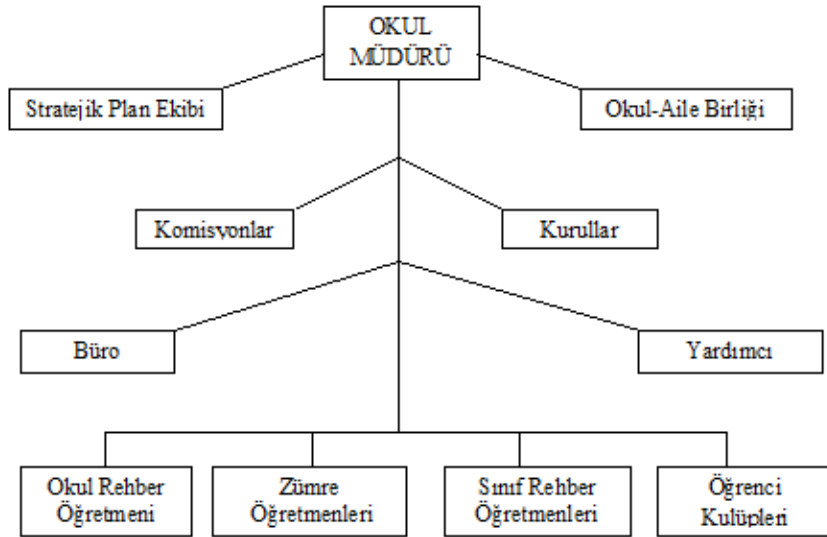 OKUL
MÜDÜRÜ
Stratejik Plan Ekibi
Okul-Aile Birliği
Komisyonlar
Kurullar
Büro
Yardımcı
Okul Rehber
Öğretmeni
Zümre
Öğretmenleri
Sınıf Rehber
Öğretmenleri
Öğrenci
Kulüpleri